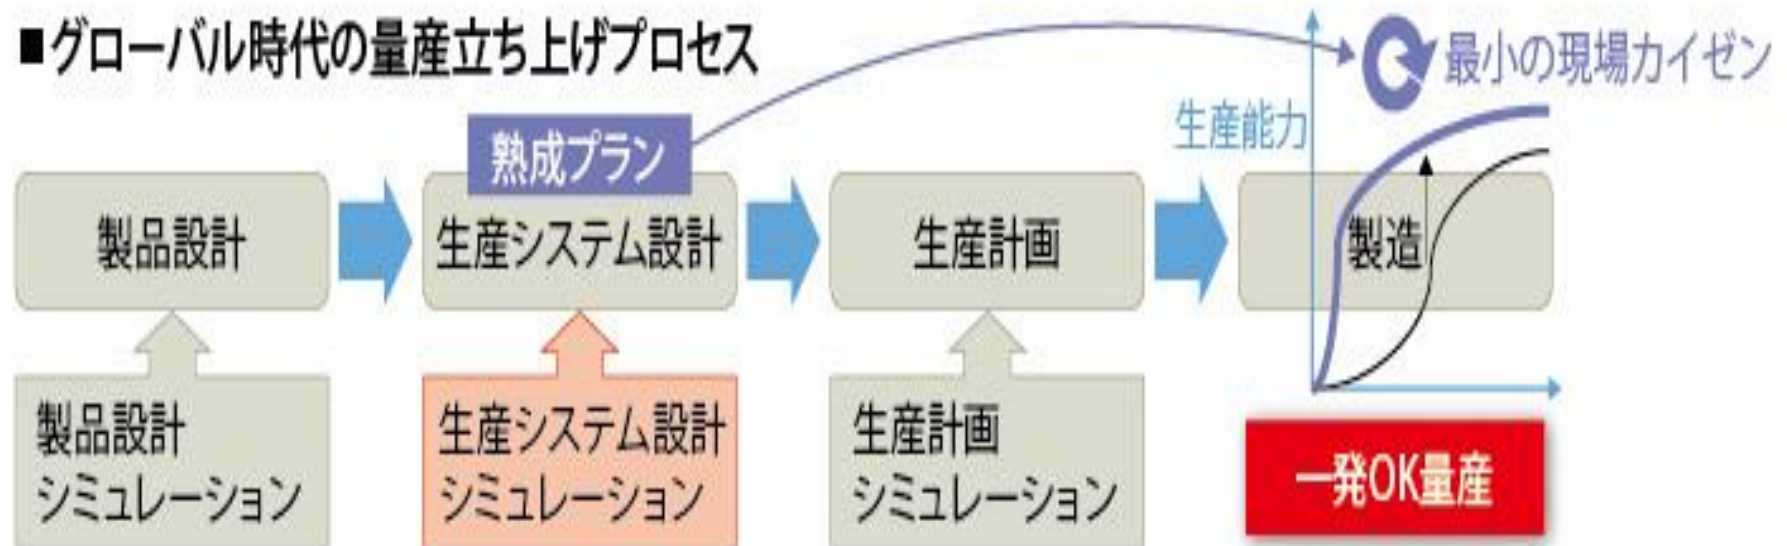 ■グローバル時代の量産立ち上げプロセス
最小の現場カイゼン
生産能力
熟成プラン
製品設計
生産システム設計
生産計画
製造
製品設計
シミュレーション
生産システム設計
シミュレーション
生産計画
シミュレーション
一発OK量産